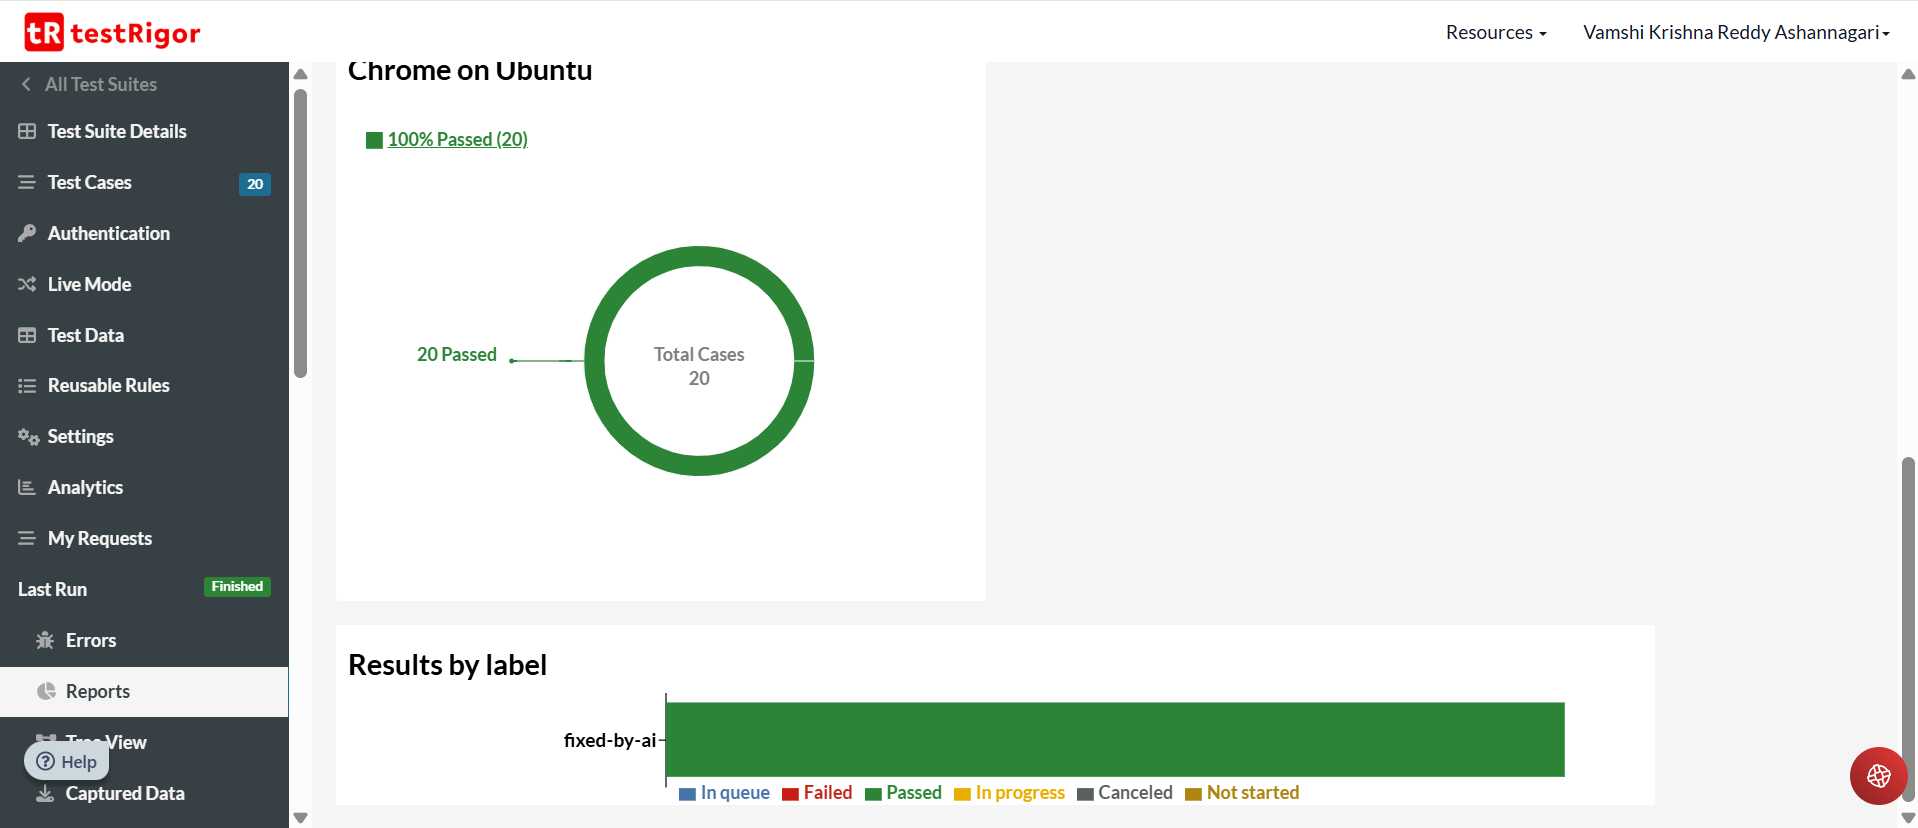 tR testRigor
Resources
Vamshi Krishna Reddy Ashannagari
All Test Suites
Test Suite Details
Test Cases
20
Authentication
Live Mode
Test Data
Reusable Rules
Settings
Analytics
My Requests
Last Run
Finished
Errors
Reports
Tree View
Help
Captured Data
Chrome on Ubuntu
100% Passed (20)
20 Passed
Total Cases
20
Results by label
fixed-by-ai
In queue
Failed
Passed
In progress
Canceled
Not started